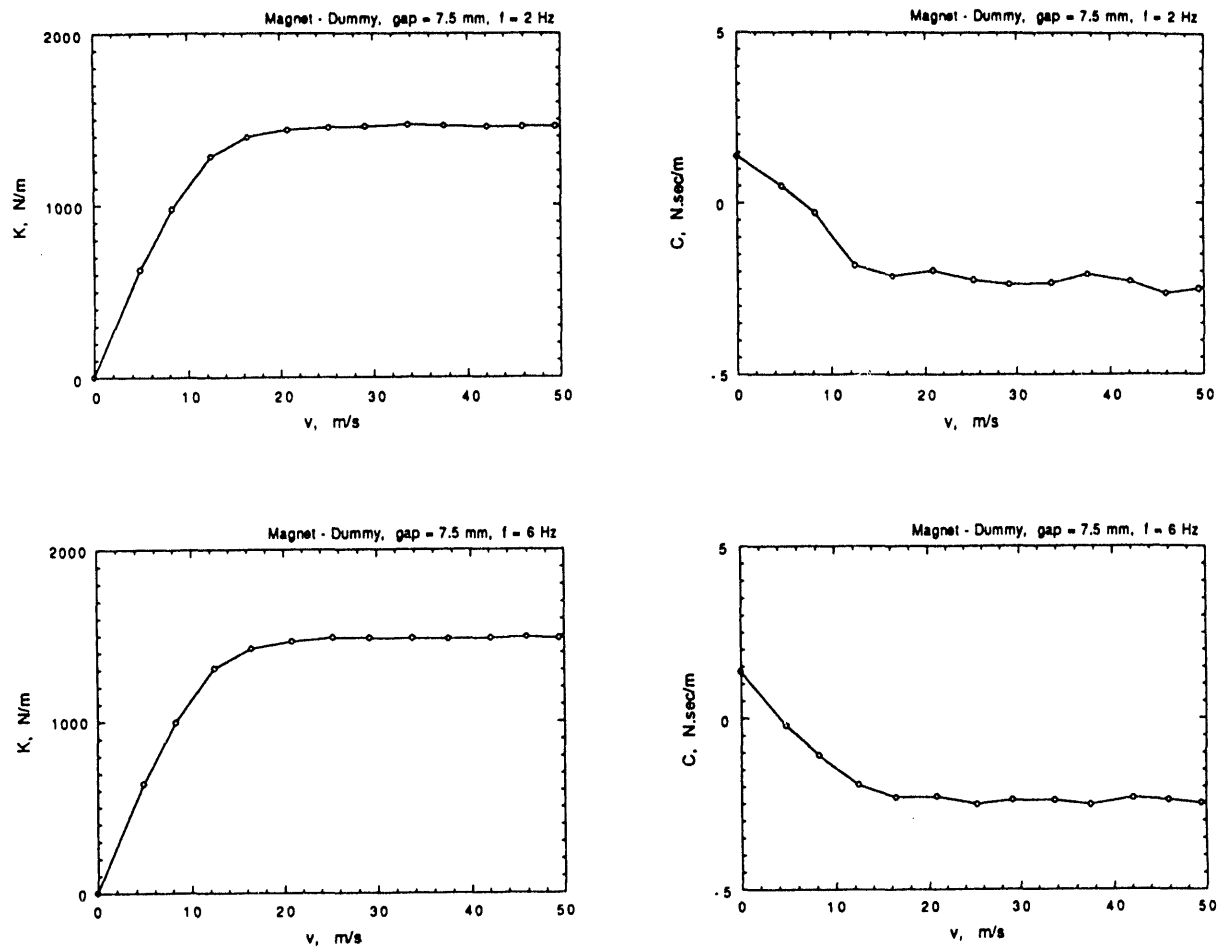 Magnet - Dummy, gap = 7.5 mm, f = 2 Hz
2000
1000
0
K, N/m
0 10 20 30 40 50
v, m/s
Magnet - Dummy, gap = 7.5 mm, f = 2 Hz
5
0
-5
C, N.sec/m
0 10 20 30 40 50
v, m/s
Magnet - Dummy, gap = 7.5 mm, f = 6 Hz
2000
1000
0
K, N/m
0 10 20 30 40 50
v, m/s
Magnet - Dummy, gap = 7.5 mm, f = 6 Hz
5
0
-5
C, N.sec/m
0 10 20 30 40 50
v, m/s